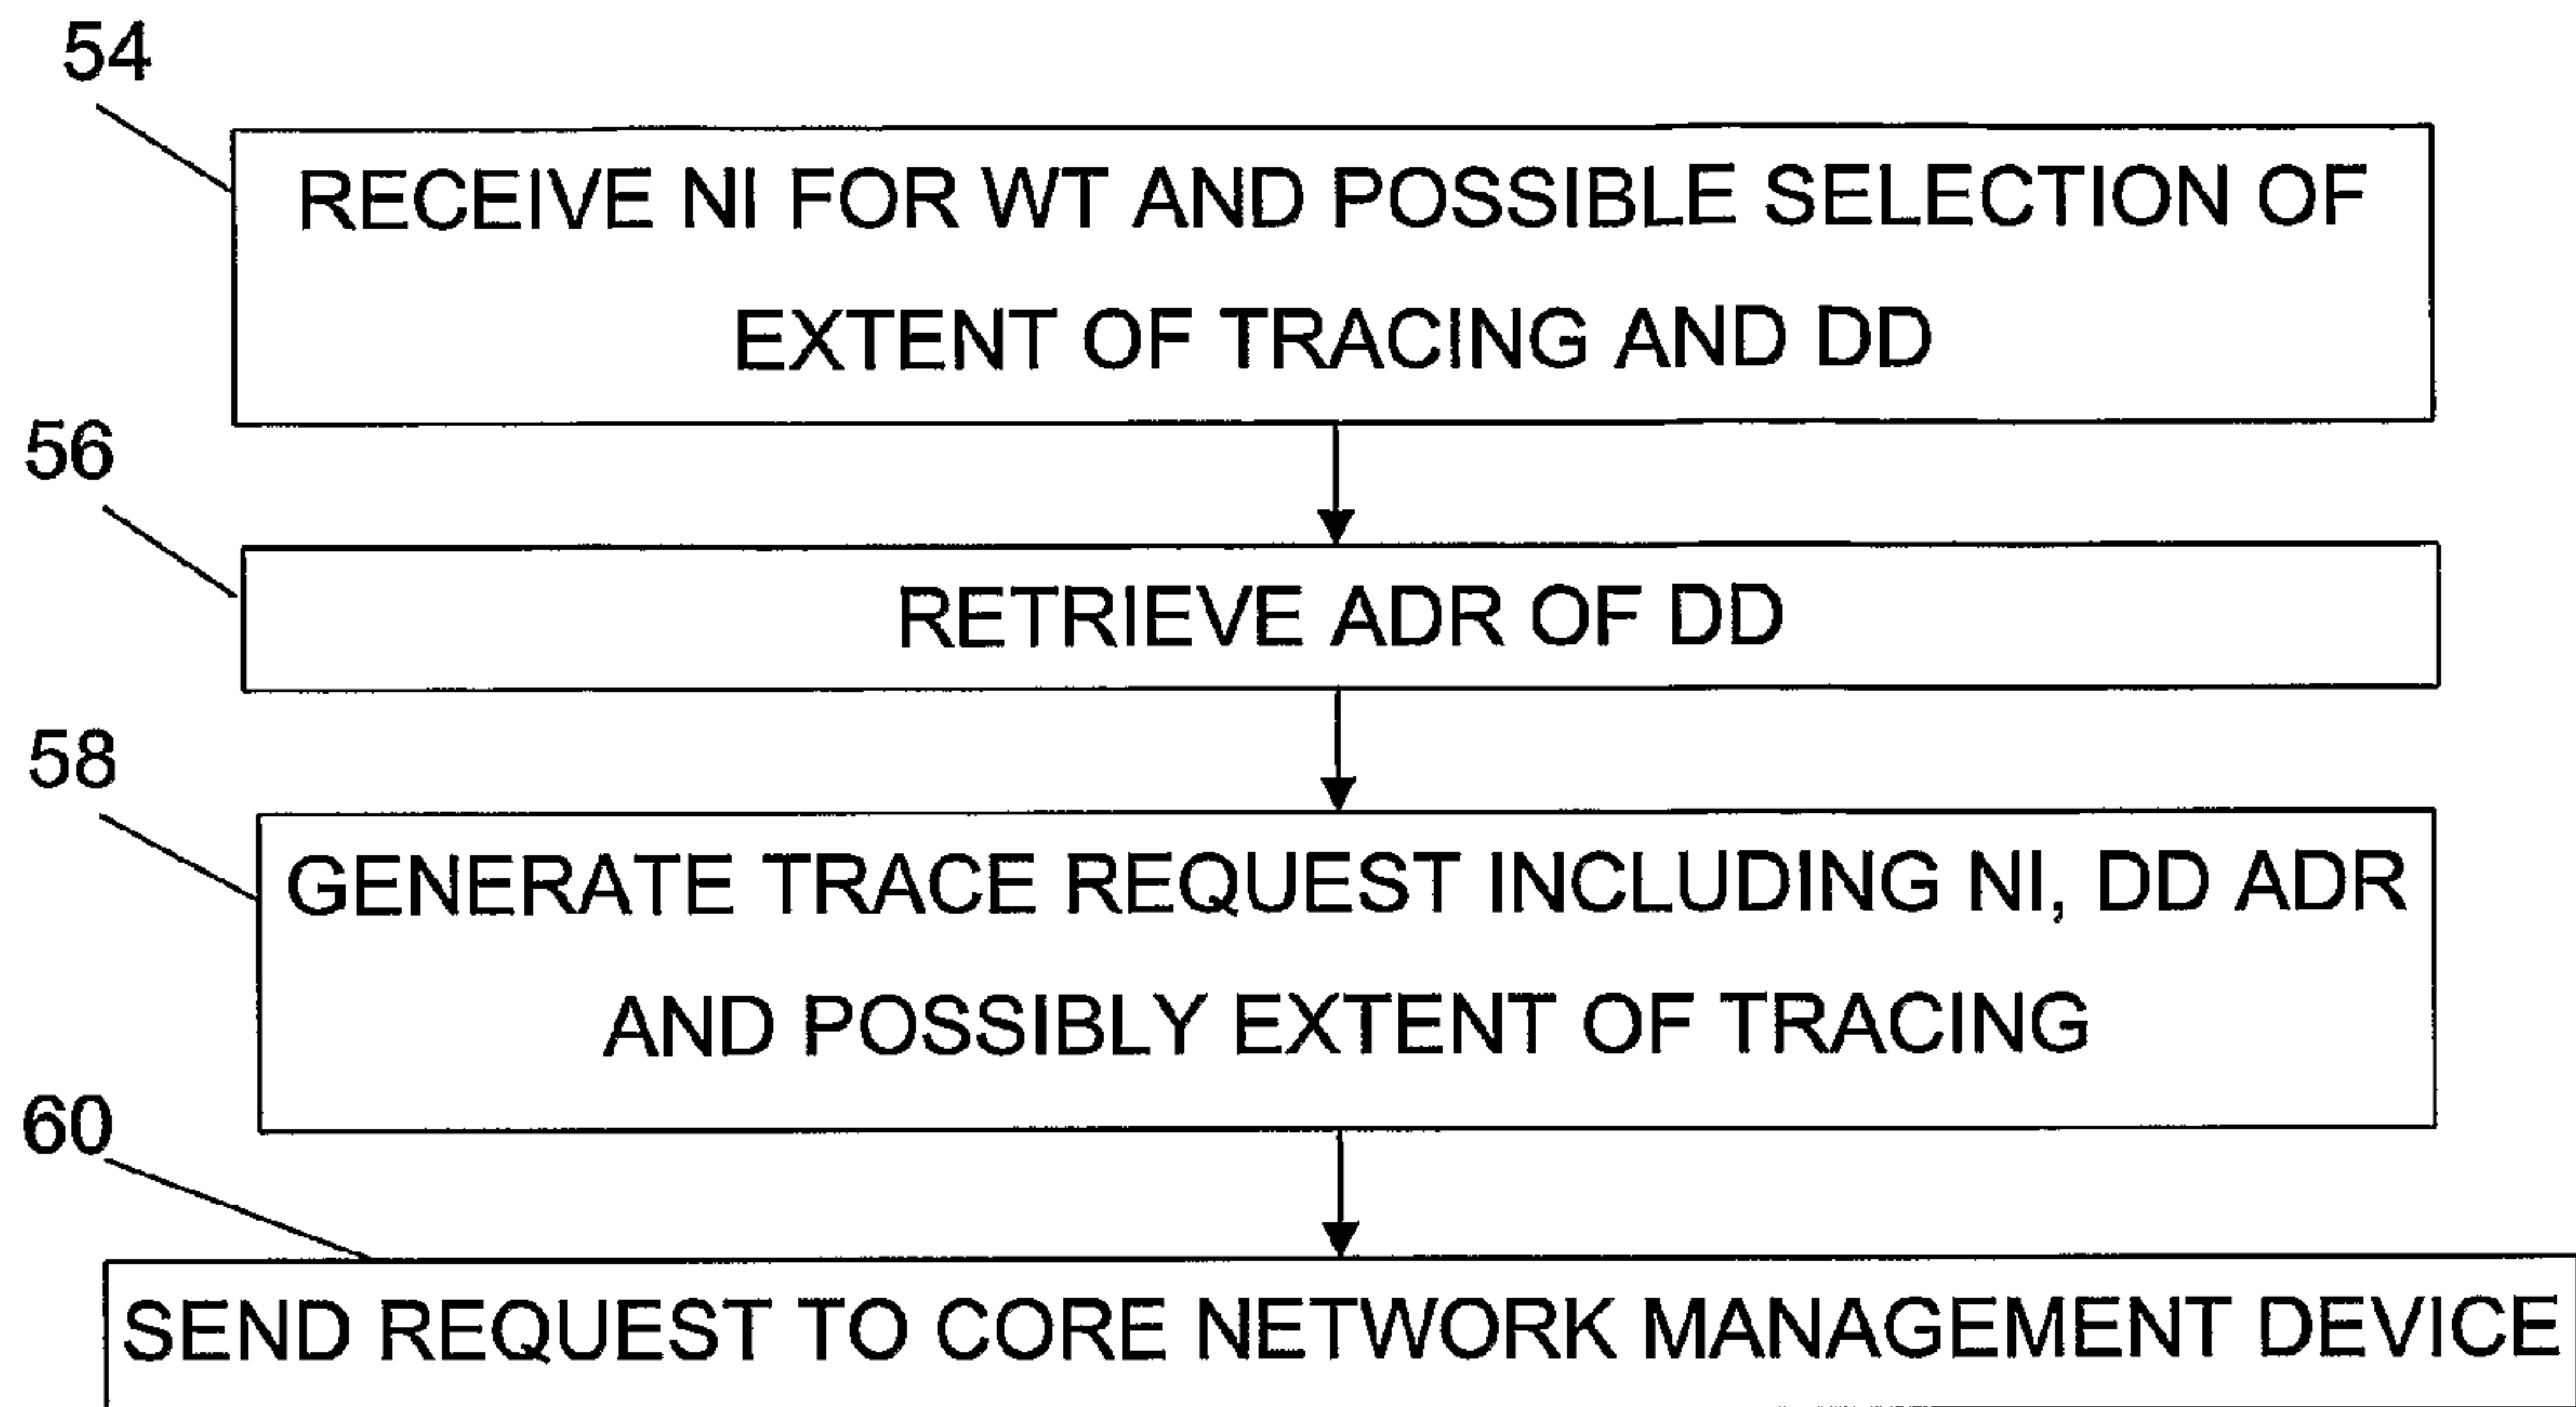 54
RECEIVE NI FOR WT AND POSSIBLE SELECTION OF
EXTENT OF TRACING AND DD
56
RETRIEVE ADR OF DD
58
GENERATE TRACE REQUEST INCLUDING NI, DD ADR
AND POSSIBLY EXTENT OF TRACING
60
SEND REQUEST TO CORE NETWORK MANAGEMENT DEVICE